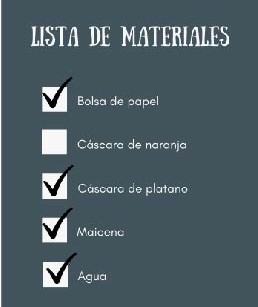 LISTA DE MATERIALES
Bolsa de papel
Cáscara de naranja
Cáscara de platano
Maicena
Agua